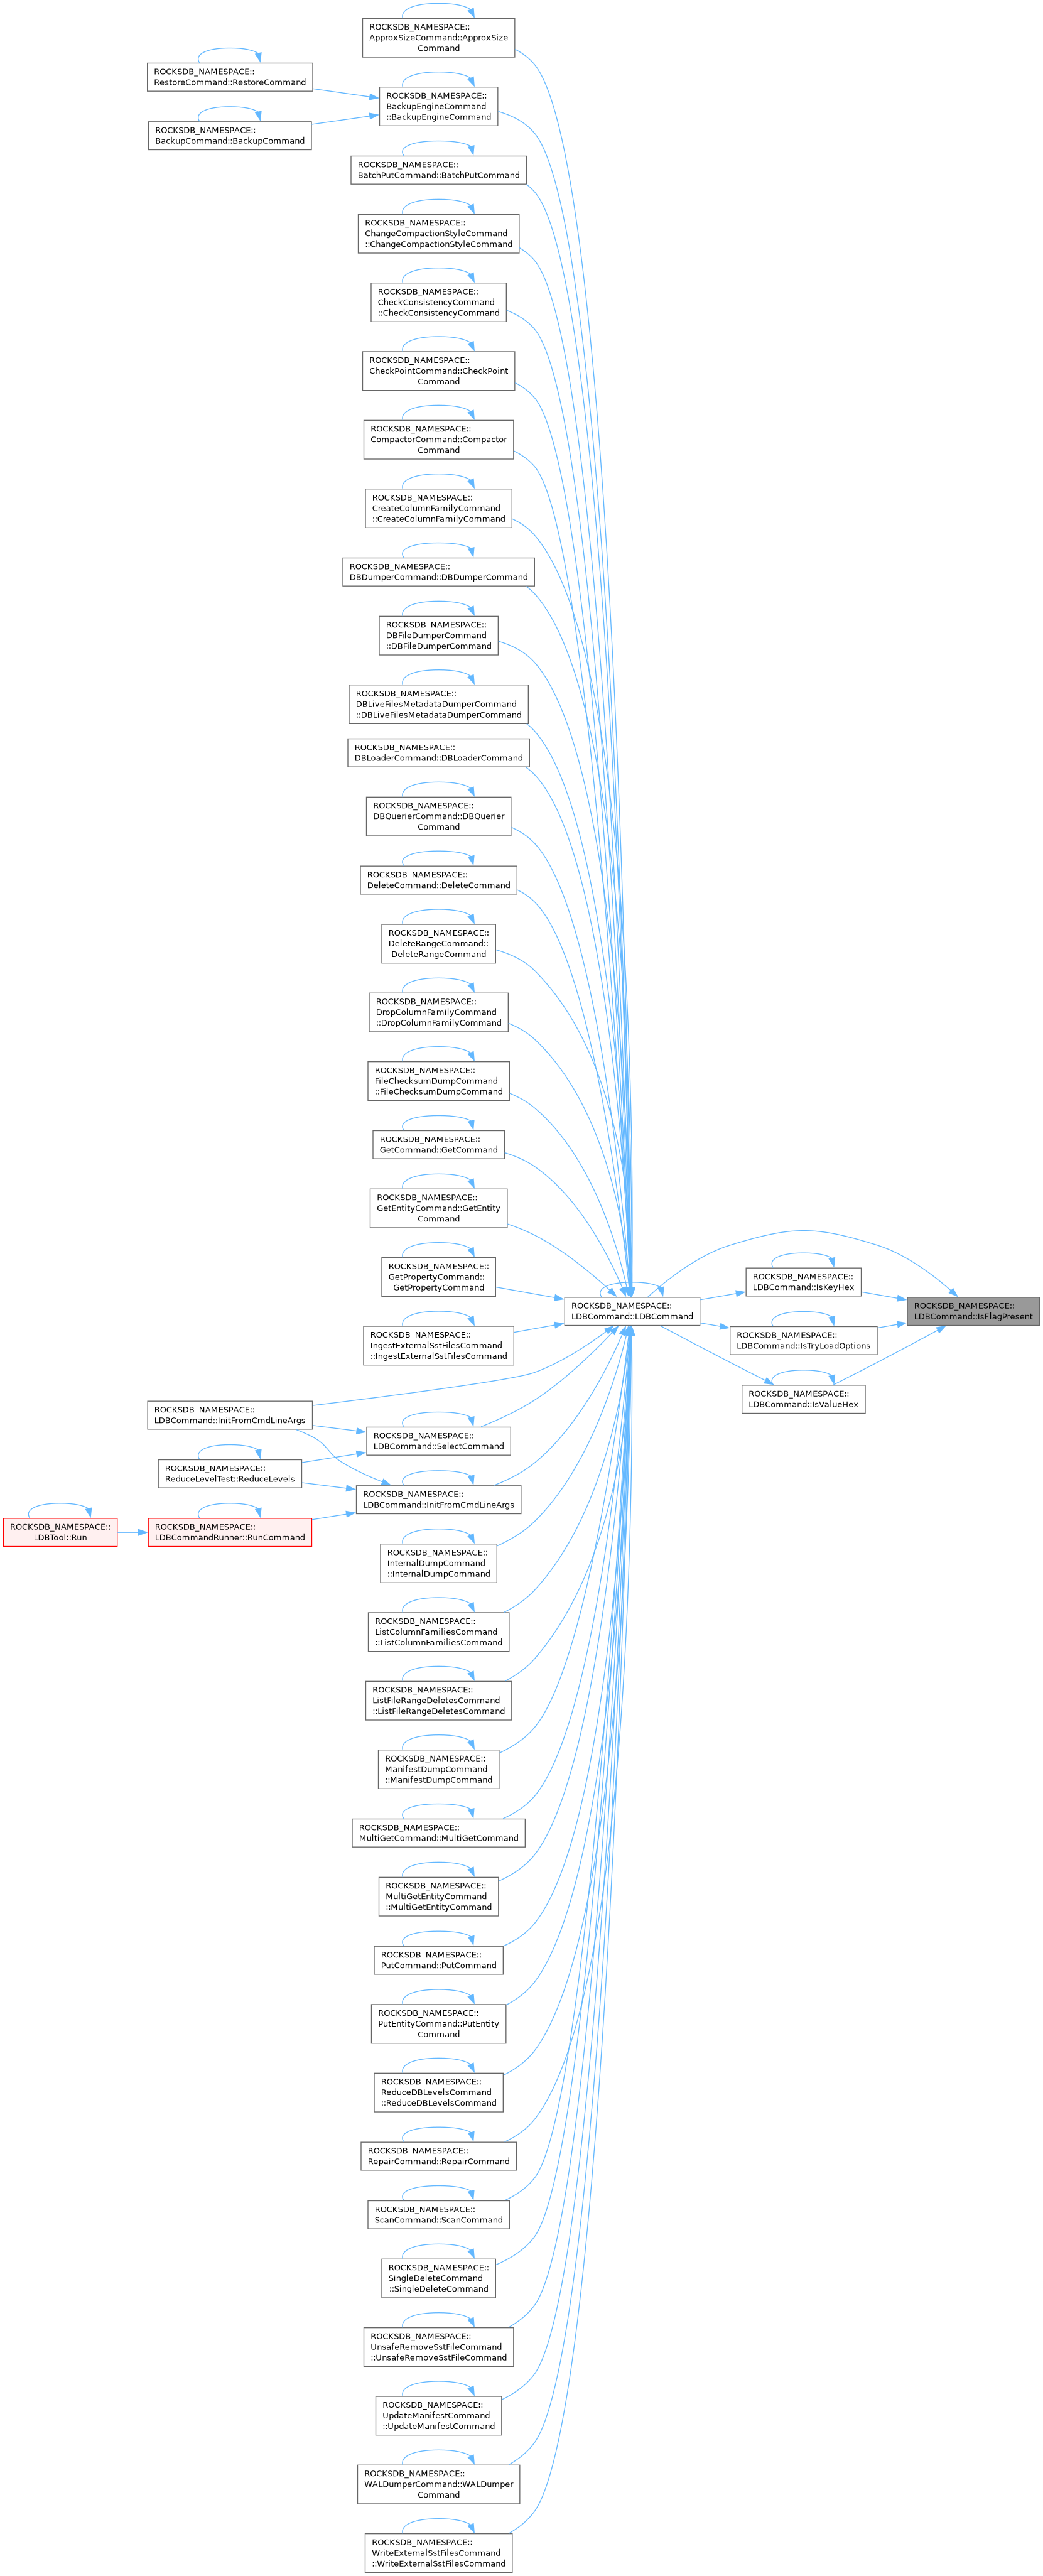 ROCKSDB_NAMESPACE::
ApproxSizeCommand::ApproxSize
Command
ROCKSDB_NAMESPACE::
RestoreCommand::RestoreCommand
ROCKSDB_NAMESPACE::
BackupEngineCommand
::BackupEngineCommand
ROCKSDB_NAMESPACE::
BackupCommand::BackupCommand
ROCKSDB_NAMESPACE::
BatchPutCommand::BatchPutCommand
ROCKSDB_NAMESPACE::
ChangeCompactionStyleCommand
::ChangeCompactionStyleCommand
ROCKSDB_NAMESPACE::
CheckConsistencyCommand
::CheckConsistencyCommand
ROCKSDB_NAMESPACE::
CheckPointCommand::CheckPoint
Command
ROCKSDB_NAMESPACE::
CompactorCommand::Compactor
Command
ROCKSDB_NAMESPACE::
CreateColumnFamilyCommand
::CreateColumnFamilyCommand
ROCKSDB_NAMESPACE::
DBDumperCommand::DBDumperCommand
ROCKSDB_NAMESPACE::
DBFileDumperCommand
::DBFileDumperCommand
ROCKSDB_NAMESPACE::
DBLiveFilesMetadataDumperCommand
::DBLiveFilesMetadataDumperCommand
ROCKSDB_NAMESPACE::
DBLoaderCommand::DBLoaderCommand
ROCKSDB_NAMESPACE::
DBQuerierCommand::DBQuerier
Command
ROCKSDB_NAMESPACE::
DeleteCommand::DeleteCommand
ROCKSDB_NAMESPACE::
DeleteRangeCommand::
DeleteRangeCommand
ROCKSDB_NAMESPACE::
DropColumnFamilyCommand
::DropColumnFamilyCommand
ROCKSDB_NAMESPACE::
FileChecksumDumpCommand
::FileChecksumDumpCommand
ROCKSDB_NAMESPACE::
GetCommand::GetCommand
ROCKSDB_NAMESPACE::
GetEntityCommand::GetEntity
Command
ROCKSDB_NAMESPACE::
GetPropertyCommand::
GetPropertyCommand
ROCKSDB_NAMESPACE::
LDBCommand::IsKeyHex
ROCKSDB_NAMESPACE::
LDBCommand::LDBCommand
ROCKSDB_NAMESPACE::
LDBCommand::IsFlagPresent
ROCKSDB_NAMESPACE::
IngestExternalSstFilesCommand
::IngestExternalSstFilesCommand
ROCKSDB_NAMESPACE::
LDBCommand::IsTryLoadOptions
ROCKSDB_NAMESPACE::
LDBCommand::IsValueHex
ROCKSDB_NAMESPACE::
LDBCommand::InitFromCmdLineArgs
ROCKSDB_NAMESPACE::
LDBCommand::SelectCommand
ROCKSDB_NAMESPACE::
ReduceLevelTest::ReduceLevels
ROCKSDB_NAMESPACE::
LDBCommand::InitFromCmdLineArgs
ROCKSDB_NAMESPACE::
LDBTool::Run
ROCKSDB_NAMESPACE::
LDBCommandRunner::RunCommand
ROCKSDB_NAMESPACE::
InternalDumpCommand
::InternalDumpCommand
ROCKSDB_NAMESPACE::
ListColumnFamiliesCommand
::ListColumnFamiliesCommand
ROCKSDB_NAMESPACE::
ListFileRangeDeletesCommand
::ListFileRangeDeletesCommand
ROCKSDB_NAMESPACE::
ManifestDumpCommand
::ManifestDumpCommand
ROCKSDB_NAMESPACE::
MultiGetCommand::MultiGetCommand
ROCKSDB_NAMESPACE::
MultiGetEntityCommand
::MultiGetEntityCommand
ROCKSDB_NAMESPACE::
PutCommand::PutCommand
ROCKSDB_NAMESPACE::
PutEntityCommand::PutEntity
Command
ROCKSDB_NAMESPACE::
ReduceDBLevelsCommand
::ReduceDBLevelsCommand
ROCKSDB_NAMESPACE::
RepairCommand::RepairCommand
ROCKSDB_NAMESPACE::
ScanCommand::ScanCommand
ROCKSDB_NAMESPACE::
SingleDeleteCommand
::SingleDeleteCommand
ROCKSDB_NAMESPACE::
UnsafeRemoveSstFileCommand
::UnsafeRemoveSstFileCommand
ROCKSDB_NAMESPACE::
UpdateManifestCommand
::UpdateManifestCommand
ROCKSDB_NAMESPACE::
WALDumperCommand::WALDumper
Command
ROCKSDB_NAMESPACE::
WriteExternalSstFilesCommand
::WriteExternalSstFilesCommand